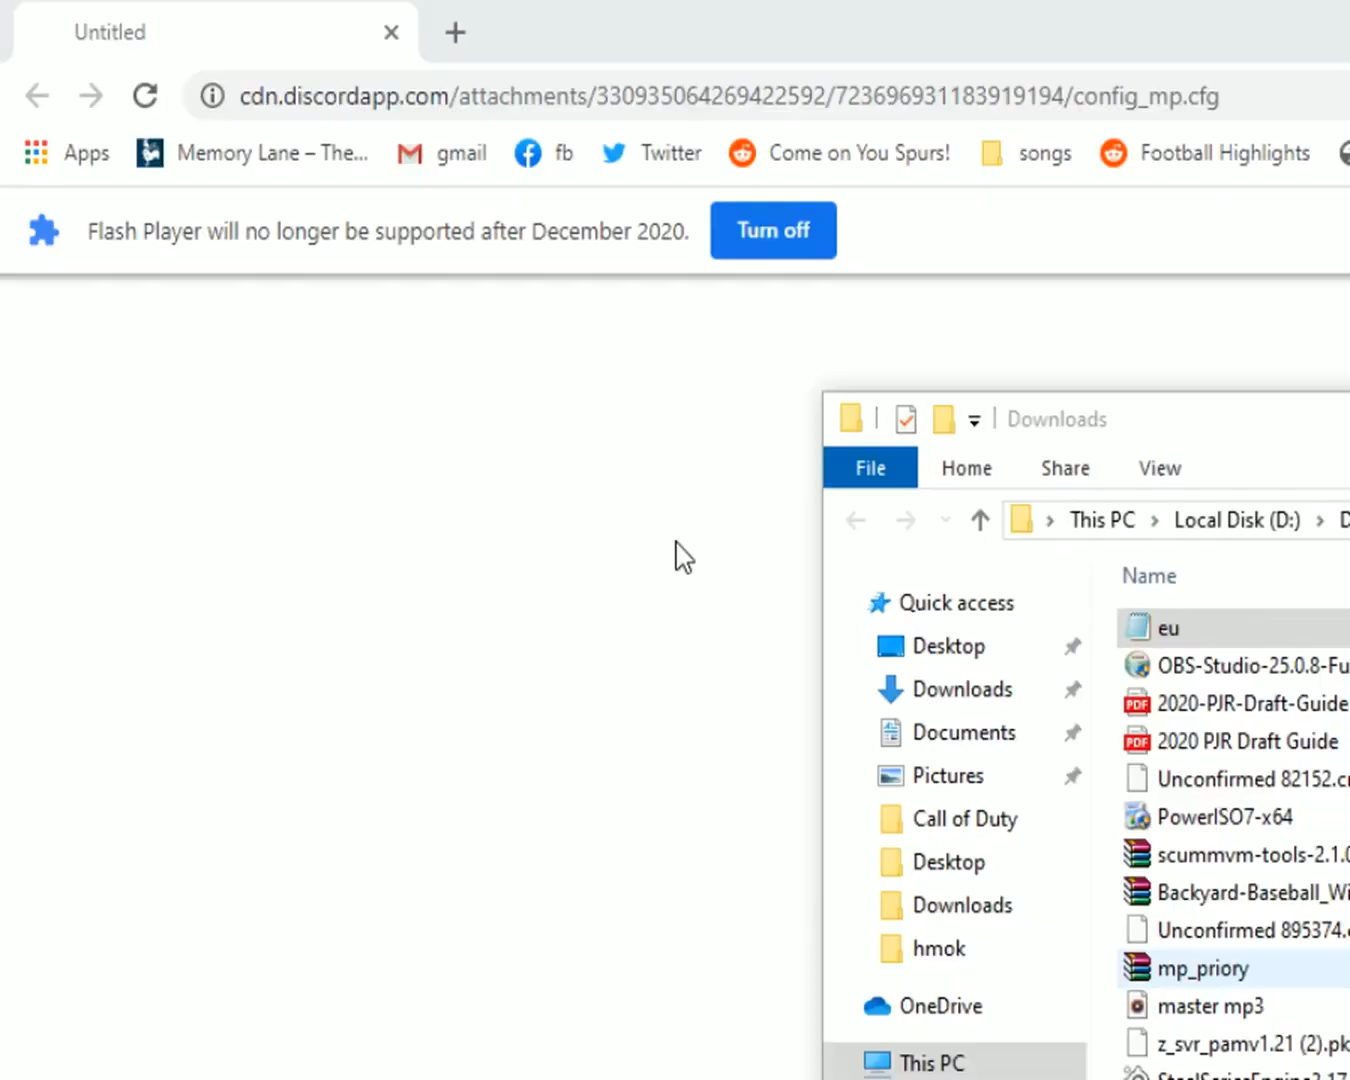 Untitled
cdn.discordapp.com/attachments/330935064269422592/723696931183919194/config_mp.cfg
Apps Memory Lane – The... gmail fb Twitter Come on You Spurs! songs Football Highlights
Flash Player will no longer be supported after December 2020. Turn off
Downloads
File Home Share View
This PC Local Disk (D:)
Name
Quick access
Desktop
Downloads
Documents
Pictures
Call of Duty
Desktop
Downloads
hmok
OneDrive
This PC
eu
OBS-Studio-25.0.8-Fu
PDF 2020-PJR-Draft-Guide
PDF 2020 PJR Draft Guide
Unconfirmed 82152.cr
PowerISO7-x64
scummvm-tools-2.1.0
Backyard-Baseball_Wi
Unconfirmed 895374.
mp_priory
master mp3
z_svr_pamv1.21 (2).pk